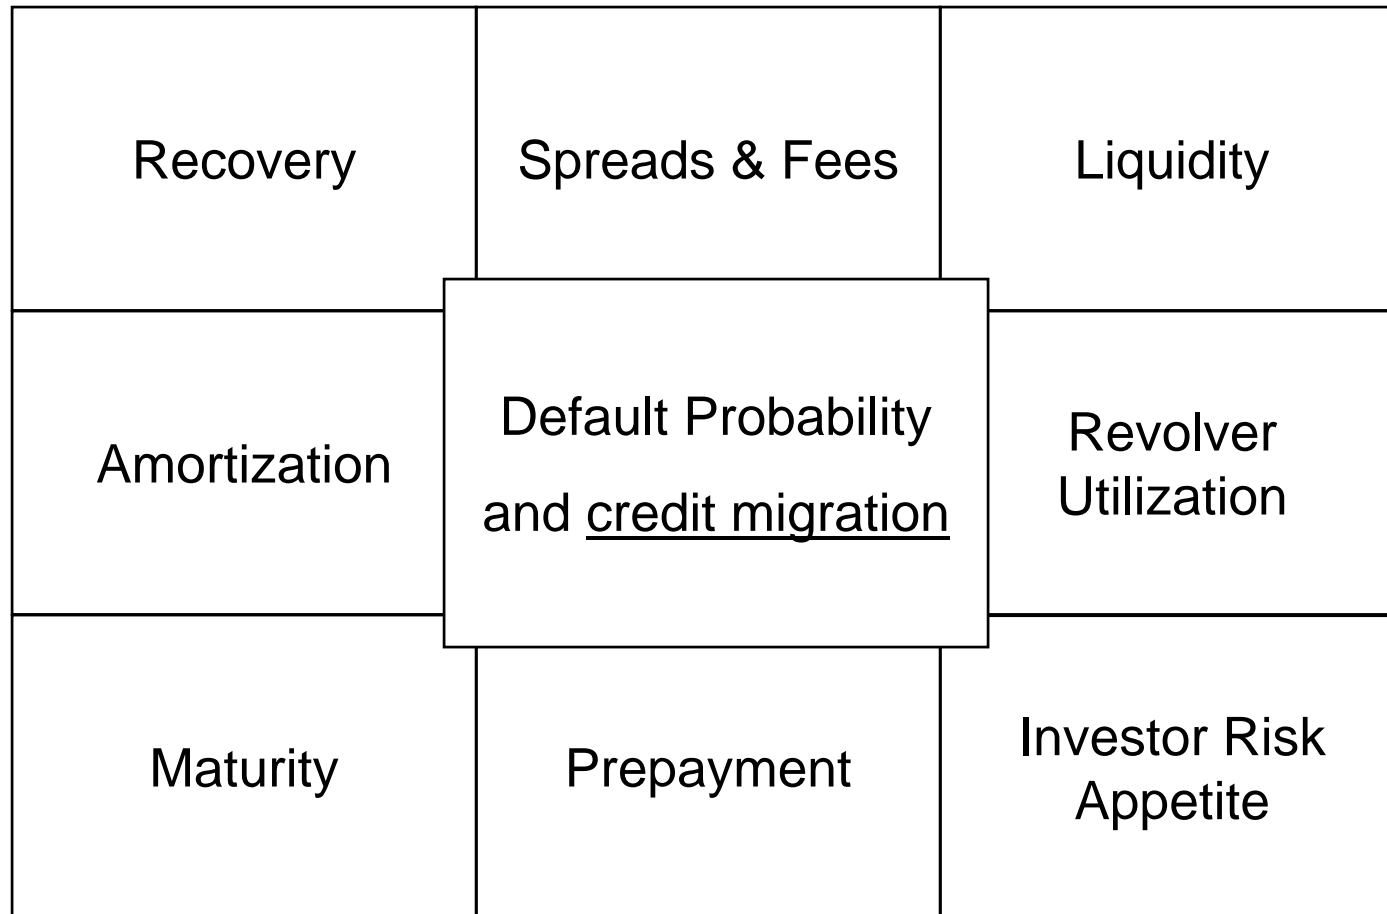 Recovery
Spreads & Fees
Liquidity
Amortization
Default Probability
and credit migration
Revolver
Utilization
Maturity
Prepayment
Investor Risk
Appetite